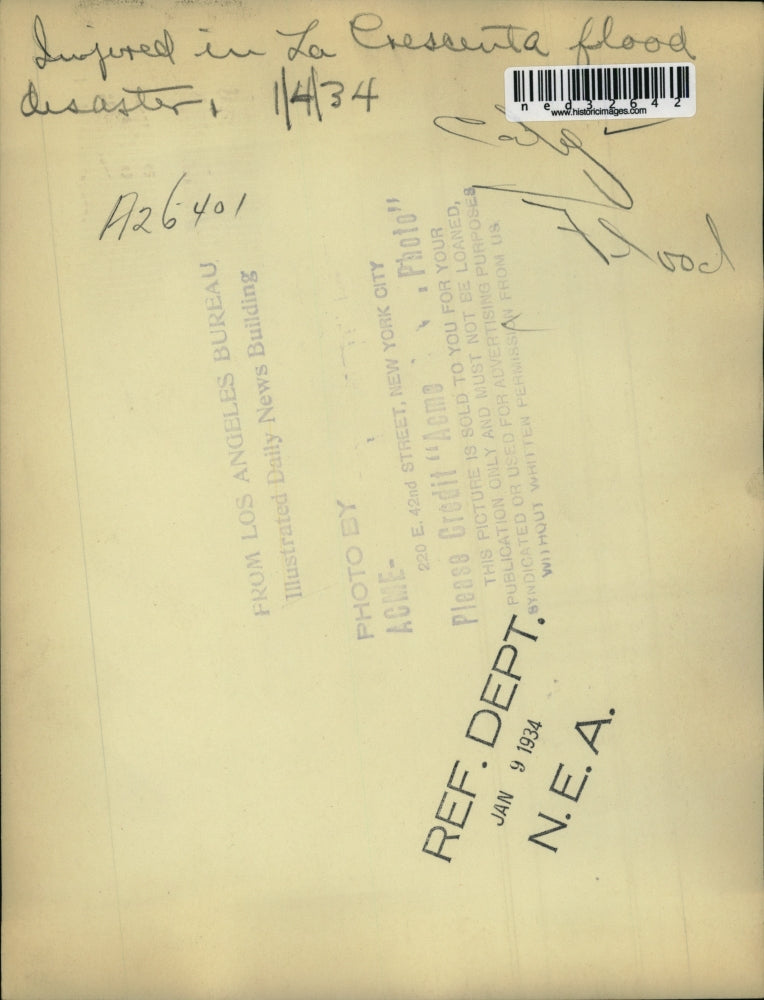 Injured in La Crescenta flood
disaster, 1/4/34
ned32642
www.historicimages.com
Flood
A26401
FROM LOS ANGELES BUREAU
Illustrated Daily News Building
PHOTO BY
ACME-
220 E. 42nd STREET, NEW YORK CITY
Please Credit "Acme Photo"
THIS PICTURE IS SOLD TO YOU FOR YOUR
PUBLICATION ONLY AND MUST NOT BE LOANED,
SYNDICATED OR USED FOR ADVERTISING PURPOSES
WITHOUT WRITTEN PERMISSION FROM US
REF. DEPT.
JAN 9 1934
N.E.A.